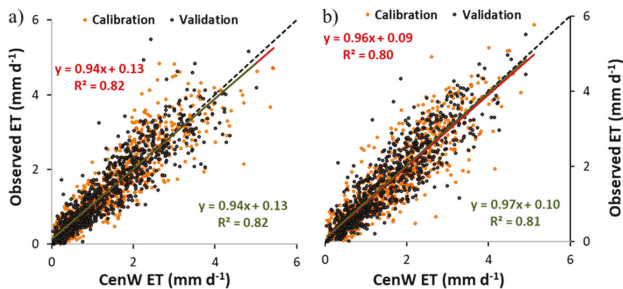 a)
Calibration Validation
y = 0.94x + 0.13
R² = 0.82
y = 0.94x + 0.13
R² = 0.82
Observed ET (mm d⁻¹)
6
4
2
0
0 2 4 6
CenW ET (mm d⁻¹)
b)
Calibration Validation
y = 0.96x + 0.09
R² = 0.80
y = 0.97x + 0.10
R² = 0.81
6
4
2
0
Observed ET (mm d⁻¹)
0 2 4 6
CenW ET (mm d⁻¹)